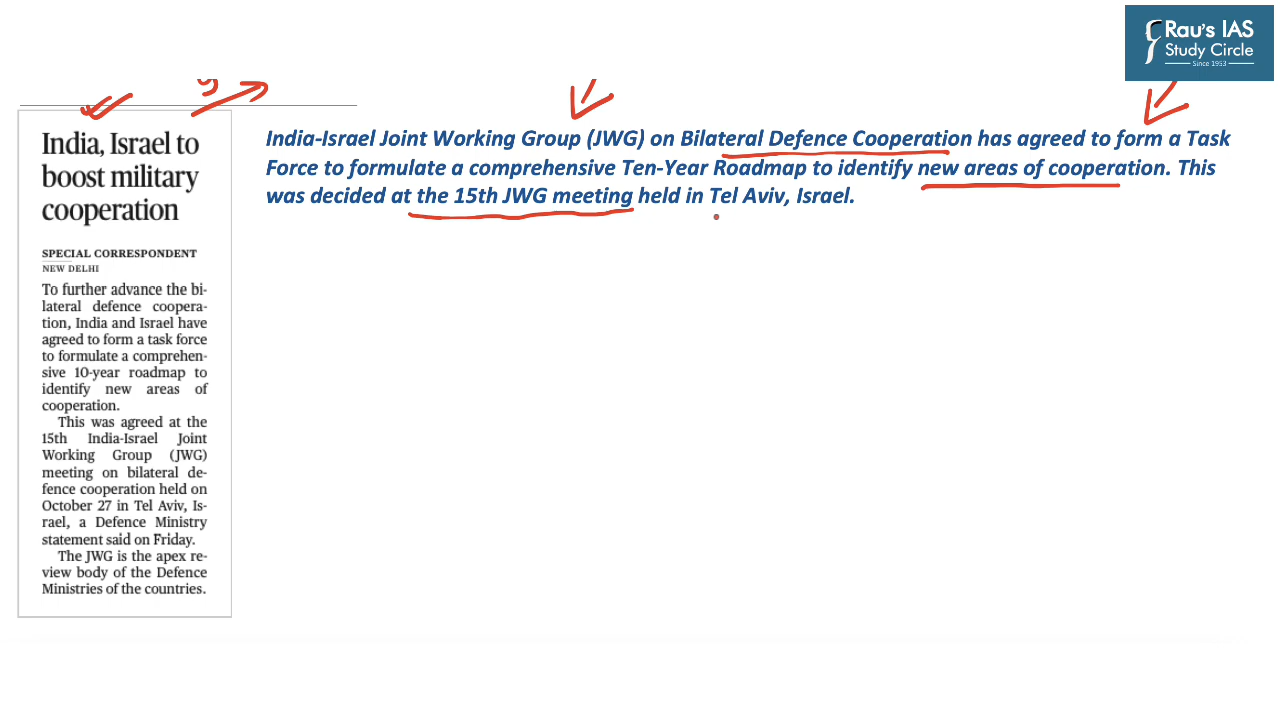 Rau's IAS
Study Circle
Since 1953
India, Israel to
boost military
cooperation
SPECIAL CORRESPONDENT
NEW DELHI
To further advance the bi-
lateral defence coopera-
tion, India and Israel have
agreed to form a task force
to formulate a comprehen-
sive 10-year roadmap to
identify new areas of
cooperation.
This was agreed at the
15th India-Israel Joint
Working Group (JWG)
meeting on bilateral de-
fence cooperation held on
October 27 in Tel Aviv, Is-
rael, a Defence Ministry
statement said on Friday.
The JWG is the apex re-
view body of the Defence
Ministries of the countries.
India-Israel Joint Working Group (JWG) on Bilateral Defence Cooperation has agreed to form a Task
Force to formulate a comprehensive Ten-Year Roadmap to identify new areas of cooperation. This
was decided at the 15th JWG meeting held in Tel Aviv, Israel.